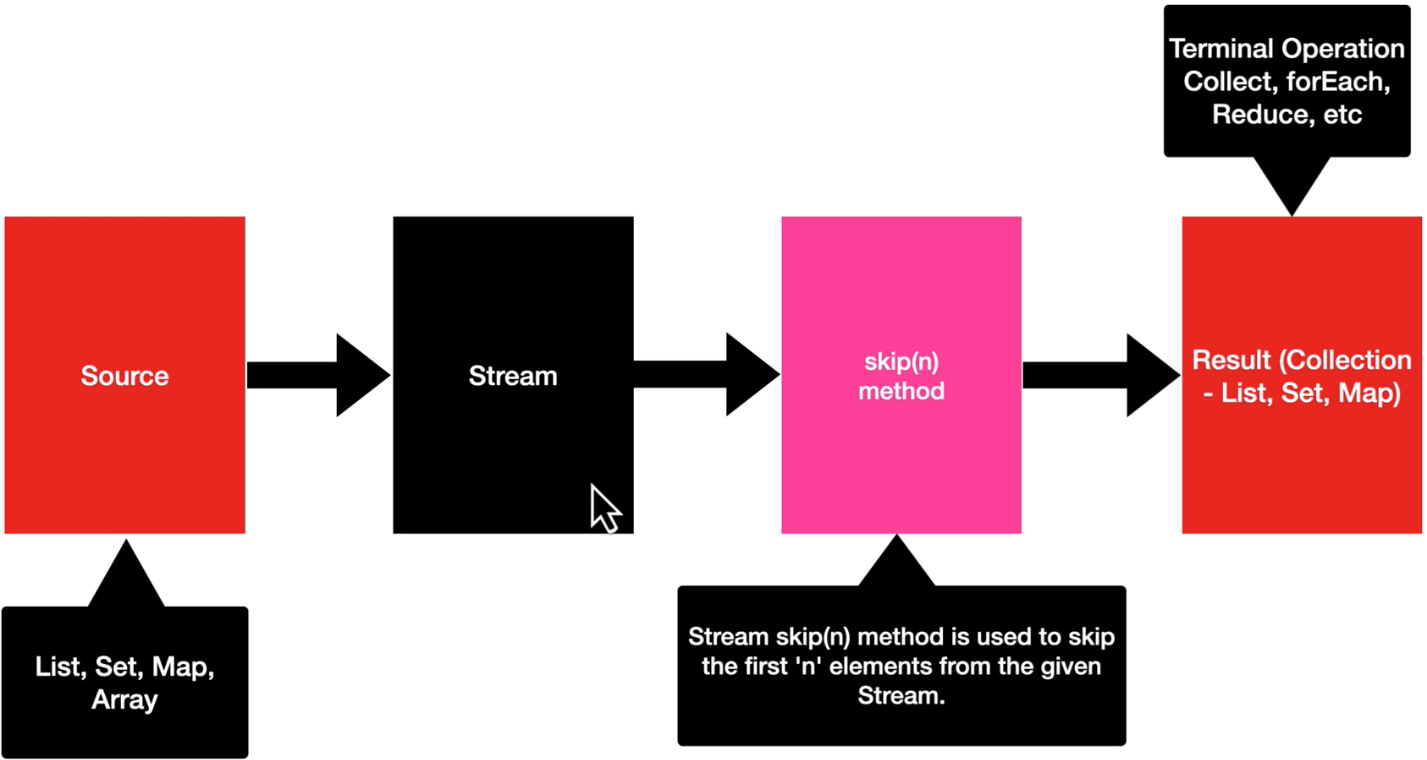 Terminal Operation
Collect, forEach,
Reduce, etc
Source
Stream
skip(n)
method
Result (Collection
- List, Set, Map)
List, Set, Map,
Array
Stream skip(n) method is used to skip
the first 'n' elements from the given
Stream.